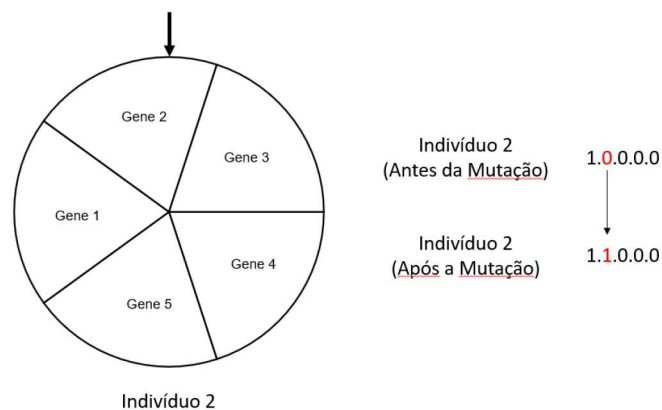 Gene 2
Gene 3
Gene 1
Gene 4
Gene 5
Indivíduo 2
Indivíduo 2
(Antes da Mutação)
1.0.0.0.0
Indivíduo 2
(Após a Mutação)
1.1.0.0.0